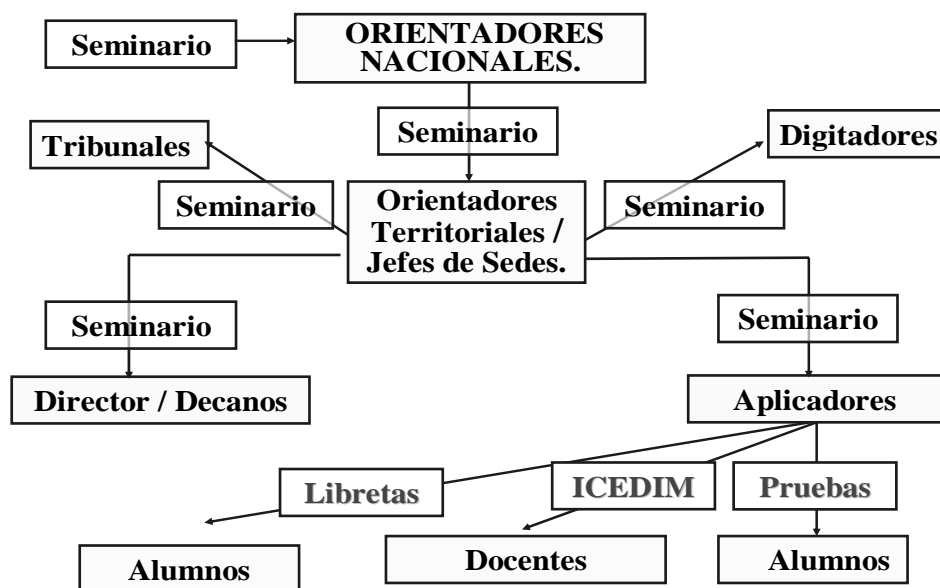 Seminario
ORIENTADORES
NACIONALES.
Seminario
Tribunales
Digitadores
Seminario
Orientadores
Territoriales /
Jefes de Sedes.
Seminario
Seminario
Seminario
Director / Decanos
Aplicadores
Libretas
ICEDIM
Pruebas
Alumnos
Docentes
Alumnos